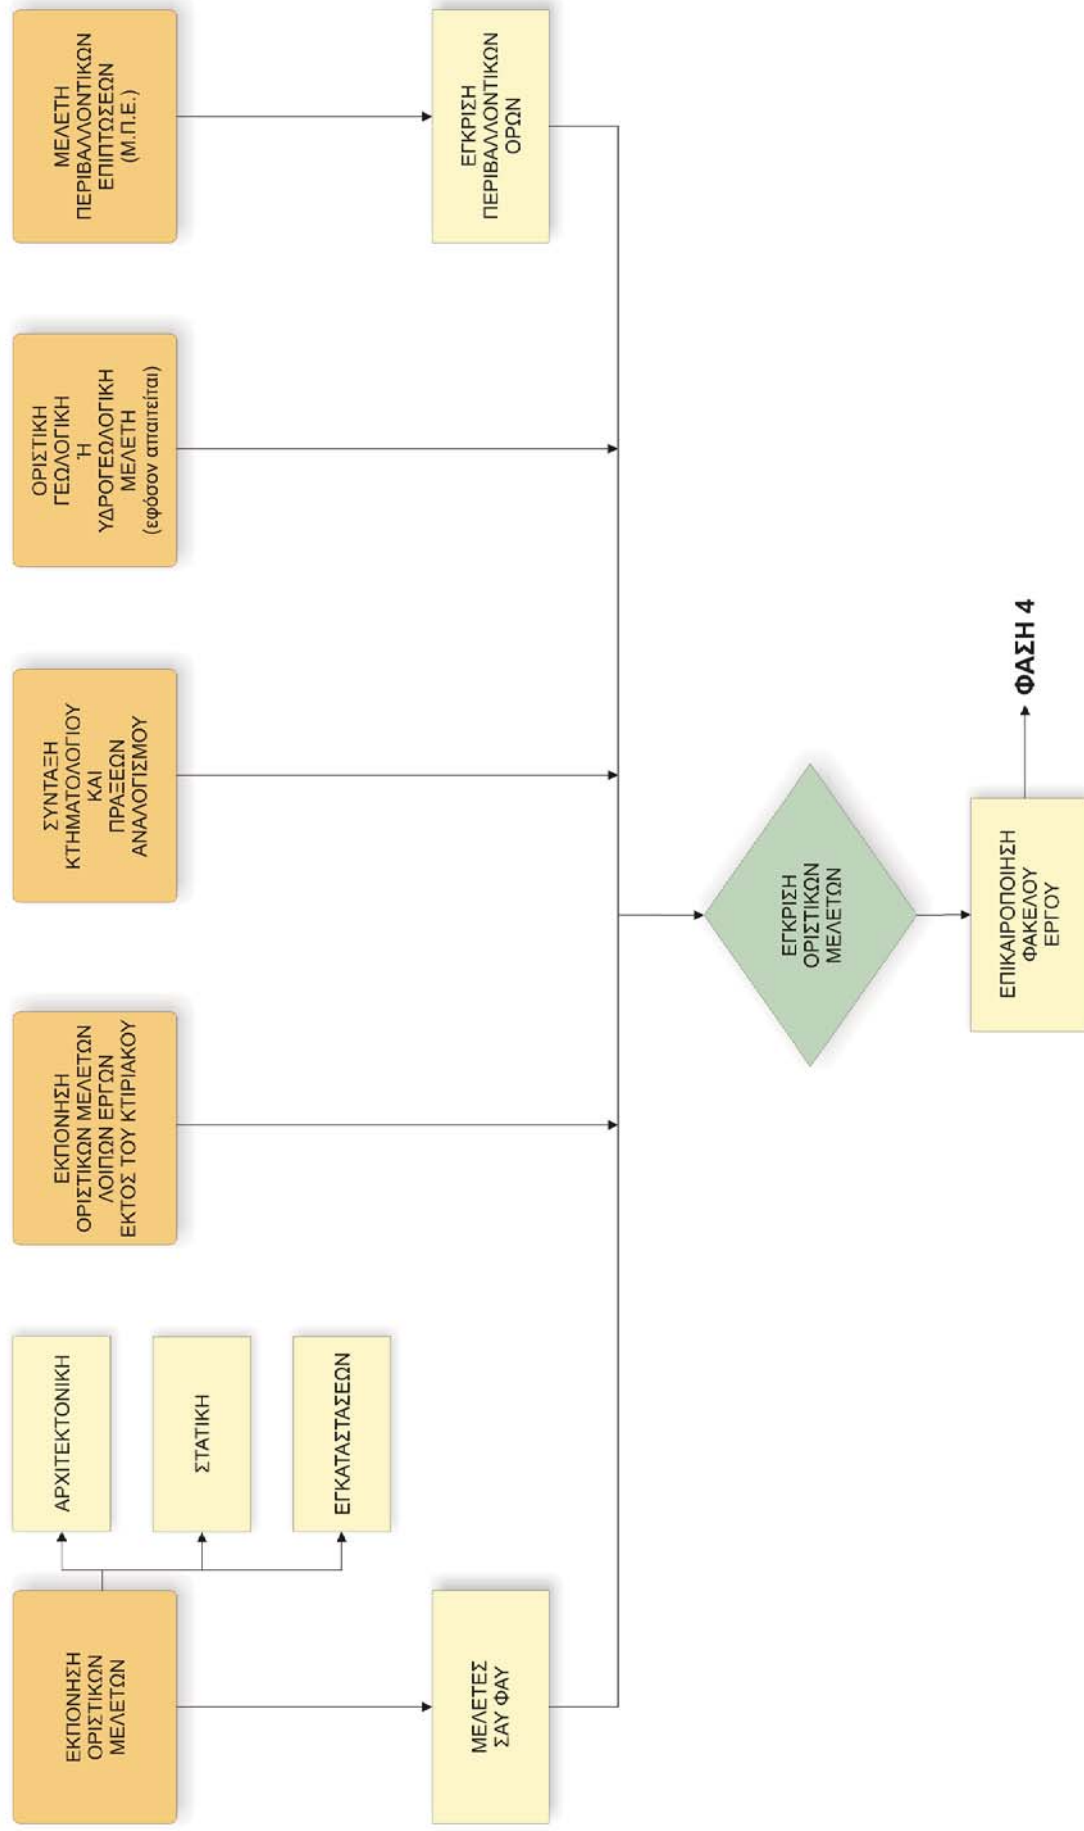 ΕΚΠΟΝΗΣΗ
ΟΡΙΣΤΙΚΩΝ
ΜΕΛΕΤΩΝ
ΑΡΧΙΤΕΚΤΟΝΙΚΗ
ΣΤΑΤΙΚΗ
ΕΓΚΑΤΑΣΤΑΣΕΩΝ
ΕΚΠΟΝΗΣΗ
ΟΡΙΣΤΙΚΩΝ ΜΕΛΕΤΩΝ
ΛΟΙΠΩΝ ΕΡΓΩΝ
ΕΚΤΟΣ ΤΟΥ ΚΤΙΡΙΑΚΟΥ
ΣΥΝΤΑΞΗ
ΚΤΗΜΑΤΟΛΟΓΙΟΥ
ΚΑΙ
ΠΡΑΞΕΩΝ
ΑΝΑΛΟΓΙΣΜΟΥ
ΟΡΙΣΤΙΚΗ
ΓΕΩΛΟΓΙΚΗ
Ή
ΥΔΡΟΓΕΩΛΟΓΙΚΗ
ΜΕΛΕΤΗ
(εφόσον απαιτείται)
ΜΕΛΕΤΗ
ΠΕΡΙΒΑΛΛΟΝΤΙΚΩΝ
ΕΠΙΠΤΩΣΕΩΝ
(Μ.Π.Ε.)
ΜΕΛΕΤΕΣ
ΣΑΥ ΦΑΥ
ΕΓΚΡΙΣΗ
ΠΕΡΙΒΑΛΛΟΝΤΙΚΩΝ
ΟΡΩΝ
ΕΓΚΡΙΣΗ
ΟΡΙΣΤΙΚΩΝ
ΜΕΛΕΤΩΝ
ΕΠΙΚΑΙΡΟΠΟΙΗΣΗ
ΦΑΚΕΛΟΥ
ΕΡΓΟΥ
ΦΑΣΗ 4